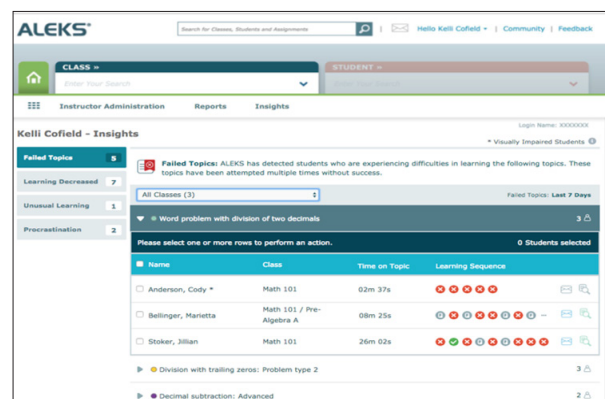 ALEKS®
Search for Classes, Students and Assignments
Hello Kelli Cofield | Community | Feedback
CLASS »
STUDENT »
Enter Your Search
Instructor Administration Reports Insights
Login Name: XXXXXXX
Kelli Cofield - Insights
* Visually Impaired Students
Failed Topics 5
Learning Decreased 7
Unusual Learning 1
Procrastination 2
Failed Topics: ALEKS has detected students who are experiencing difficulties in learning the following topics. These
topics have been attempted multiple times without success.
All Classes (3)
Failed Topics: Last 7 Days
Word problem with division of two decimals 3
Please select one or more rows to perform an action. 0 Students selected
Name Class Time on Topic Learning Sequence
Anderson, Cody * Math 101 02m 37s
Bellinger, Marietta Math 101 / Pre-
Algebra A 08m 25s
Stoker, Jillian Math 101 26m 02s
Division with trailing zeros: Problem type 2 3
Decimal subtraction: Advanced 2